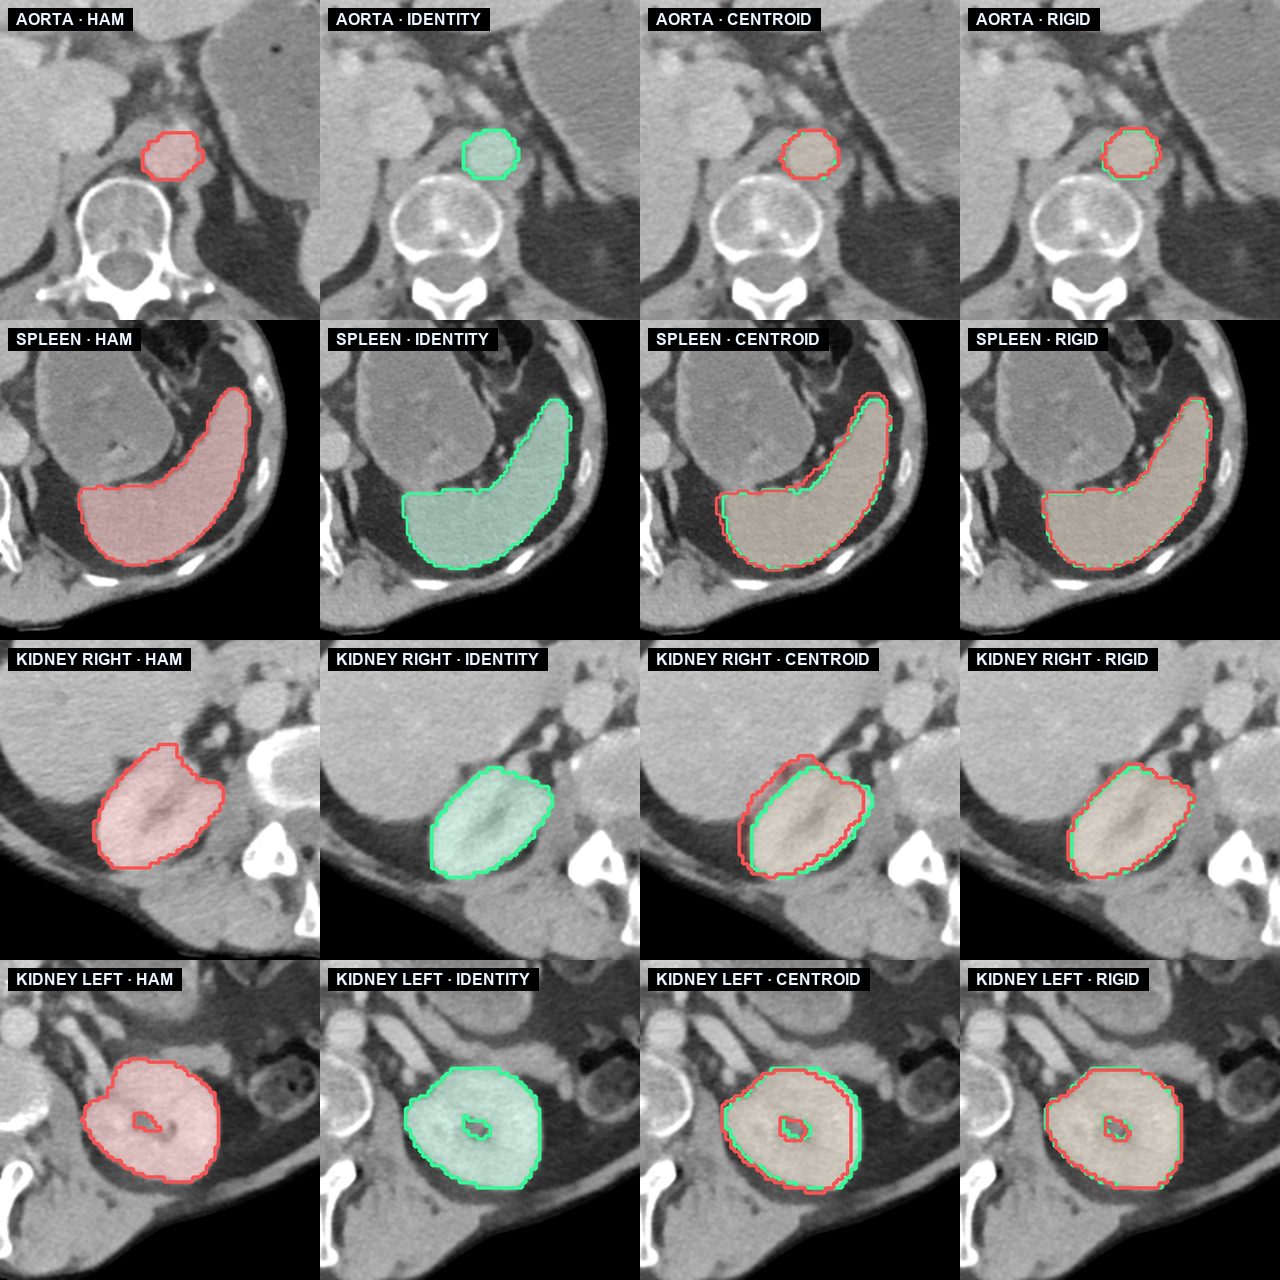 AORTA · HAM
AORTA · IDENTITY
AORTA · CENTROID
AORTA · RIGID
SPLEEN · HAM
SPLEEN · IDENTITY
SPLEEN · CENTROID
SPLEEN · RIGID
KIDNEY RIGHT · HAM
KIDNEY RIGHT · IDENTITY
KIDNEY RIGHT · CENTROID
KIDNEY RIGHT · RIGID
KIDNEY LEFT · HAM
KIDNEY LEFT · IDENTITY
KIDNEY LEFT · CENTROID
KIDNEY LEFT · RIGID